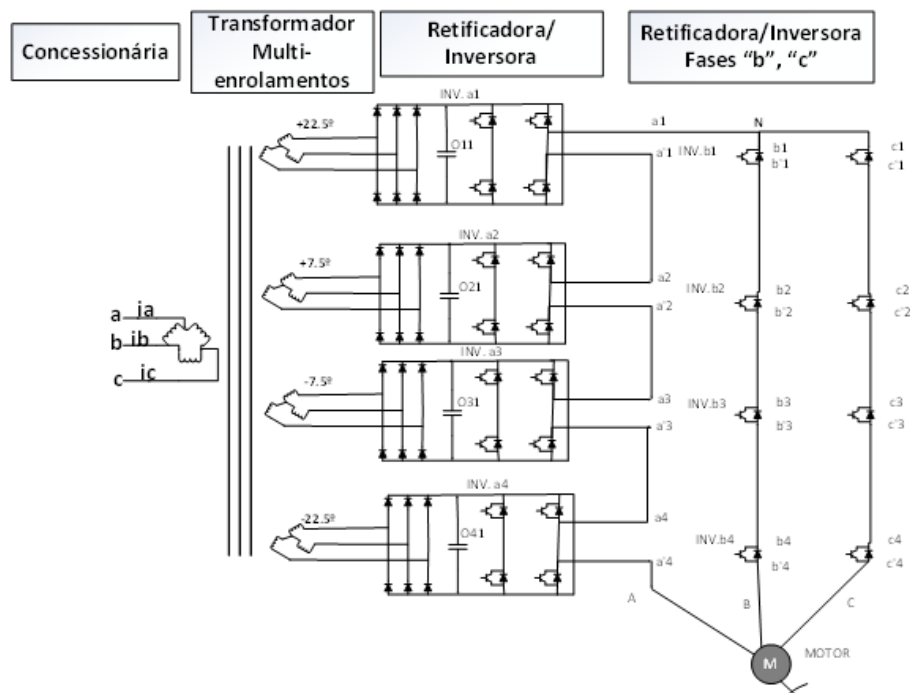 Concessionária
Transformador
Multi-
enrolamentos
Retificadora/
Inversora
Retificadora/Inversora
Fases “b”, “c”
INV. a1
+22.5º
O11
a1
a'1
N
INV.b1
b1
b'1
c1
c'1
INV. a2
+7.5º
O21
a2
a'2
INV.b2
b2
b'2
c2
c'2
a ia
b ib
c ic
INV. a3
-7.5º
O31
a3
a'3
INV.b3
b3
b'3
c3
c'3
INV. a4
-22.5º
O41
a4
a'4
INV.b4
b4
b'4
c4
c'4
A
B
C
M
MOTOR